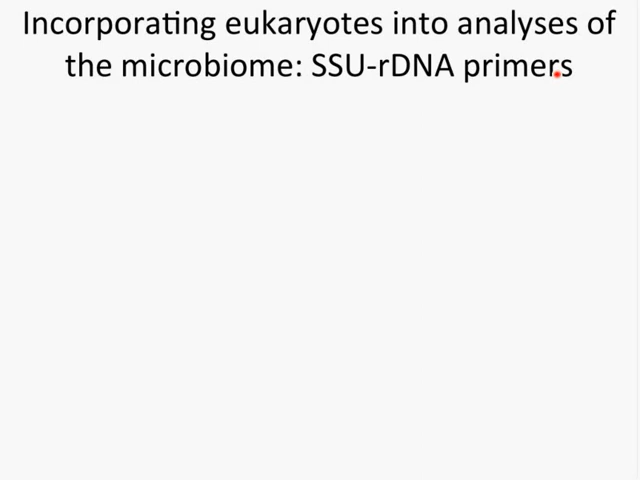 Incorporating eukaryotes into analyses of
the microbiome: SSU-rDNA primers